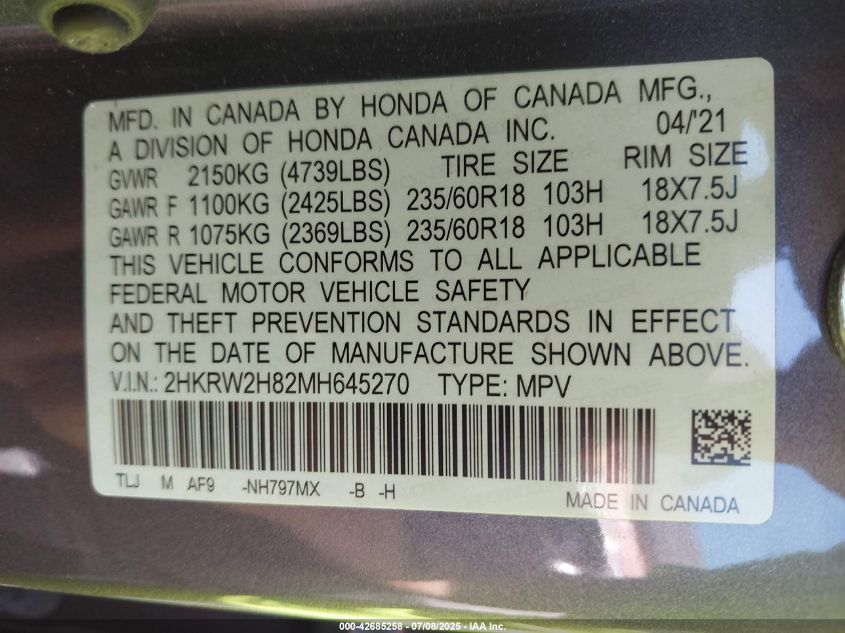 MFD. IN CANADA BY HONDA OF CANADA MFG.,
A DIVISION OF HONDA CANADA INC. 04/'21
GVWR 2150KG (4739LBS) TIRE SIZE RIM SIZE
GAWR F 1100KG (2425LBS) 235/60R18 103H 18X7.5J
GAWR R 1075KG (2369LBS) 235/60R18 103H 18X7.5J
THIS VEHICLE CONFORMS TO ALL APPLICABLE
FEDERAL MOTOR VEHICLE SAFETY
AND THEFT PREVENTION STANDARDS IN EFFECT
ON THE DATE OF MANUFACTURE SHOWN ABOVE.
V.I.N.: 2HKRW2H82MH645270 TYPE: MPV
TLJ M AF9 -NH797MX -B -H
MADE IN CANADA
000-42685258 - 07/08/2025 - IAA Inc.